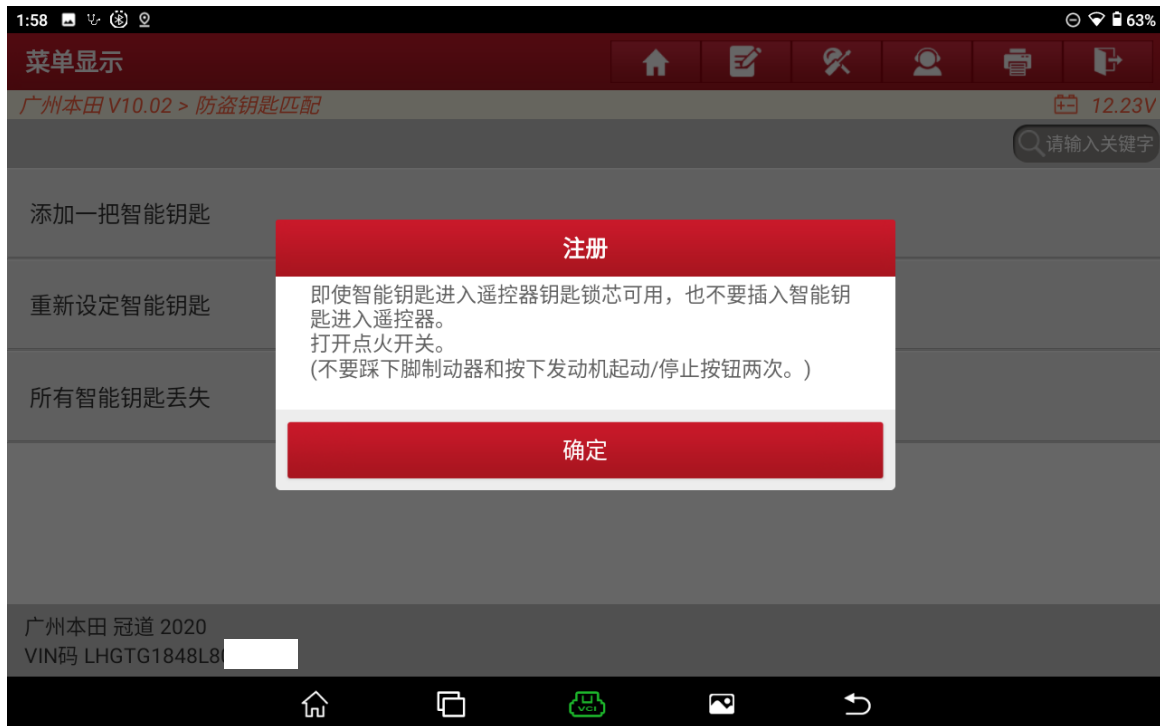 1:58
63%
菜单显示
广州本田 V10.02 > 防盗钥匙匹配
12.23V
请输入关键字
添加一把智能钥匙
重新设定智能钥匙
所有智能钥匙丢失
注册
即使智能钥匙进入遥控器钥匙锁芯可用，也不要插入智能钥
匙进入遥控器。
打开点火开关。
(不要踩下脚制动器和按下发动机起动/停止按钮两次。)
确定
广州本田 冠道 2020
VIN码 LHGTG1848L8
VCI